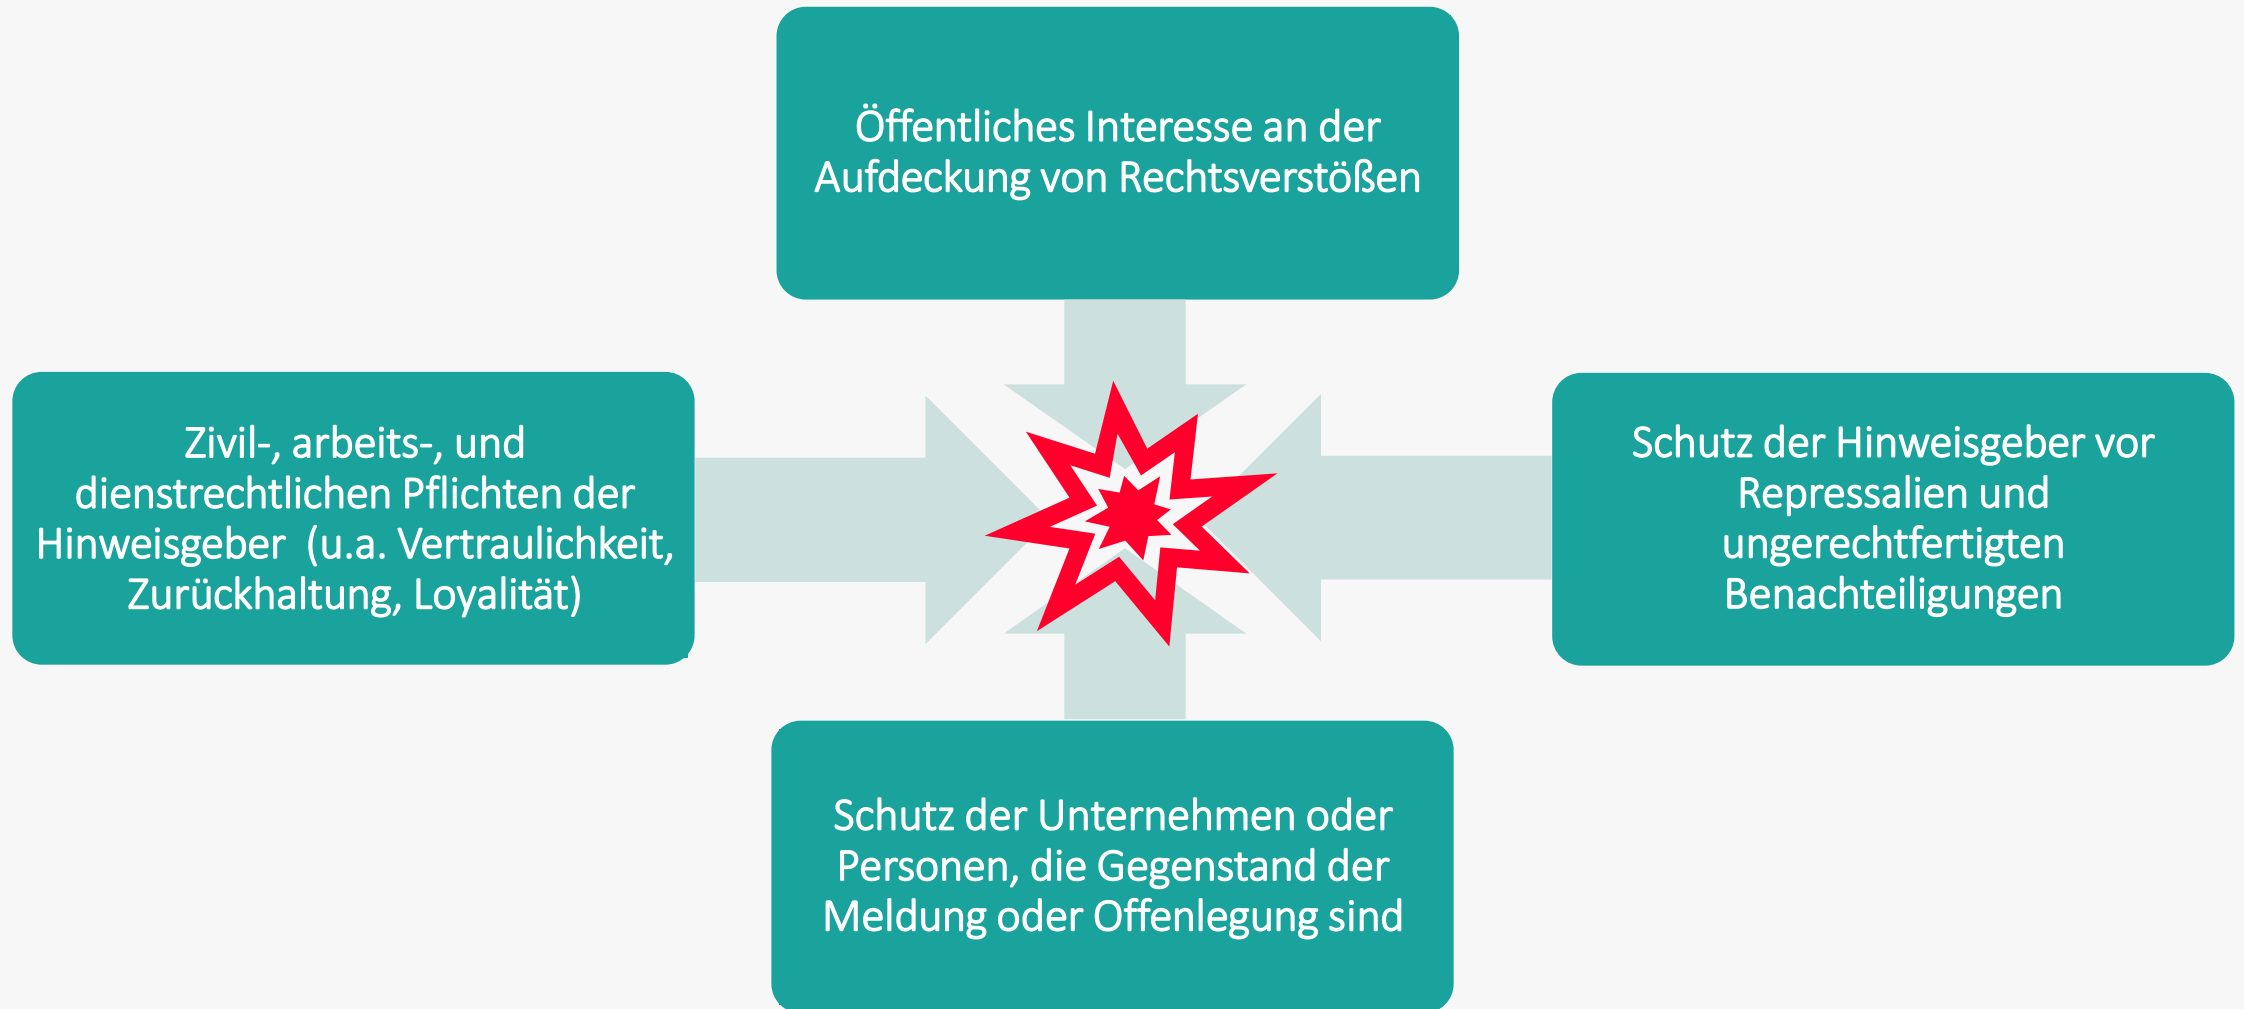 Öffentliches Interesse an der
Aufdeckung von Rechtsverstößen
Zivil-, arbeits-, und
dienstrechtlichen Pflichten der
Hinweisgeber  (u.a. Vertraulichkeit,
Zurückhaltung, Loyalität)
Schutz der Hinweisgeber vor
Repressalien und
ungerechtfertigten
Benachteiligungen
Schutz der Unternehmen oder
Personen, die Gegenstand der
Meldung oder Offenlegung sind